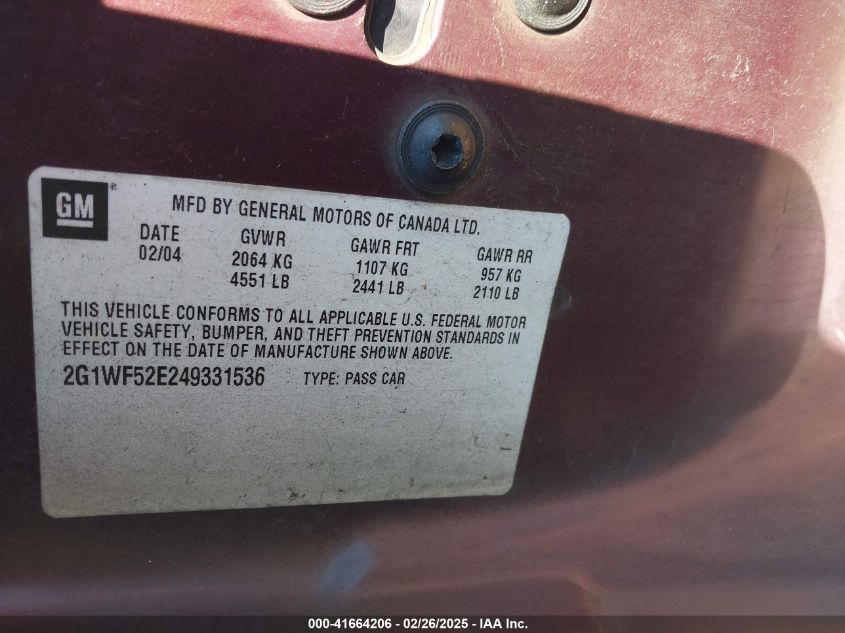 GM®
MFD BY GENERAL MOTORS OF CANADA LTD.
DATE GVWR GAWR FRT GAWR RR
02/04 2064 KG 1107 KG 957 KG
4551 LB 2441 LB 2110 LB
THIS VEHICLE CONFORMS TO ALL APPLICABLE U.S. FEDERAL MOTOR
VEHICLE SAFETY, BUMPER, AND THEFT PREVENTION STANDARDS IN
EFFECT ON THE DATE OF MANUFACTURE SHOWN ABOVE.
2G1WF52E249331536 TYPE: PASS CAR
000-41664206 - 02/26/2025 - IAA Inc.